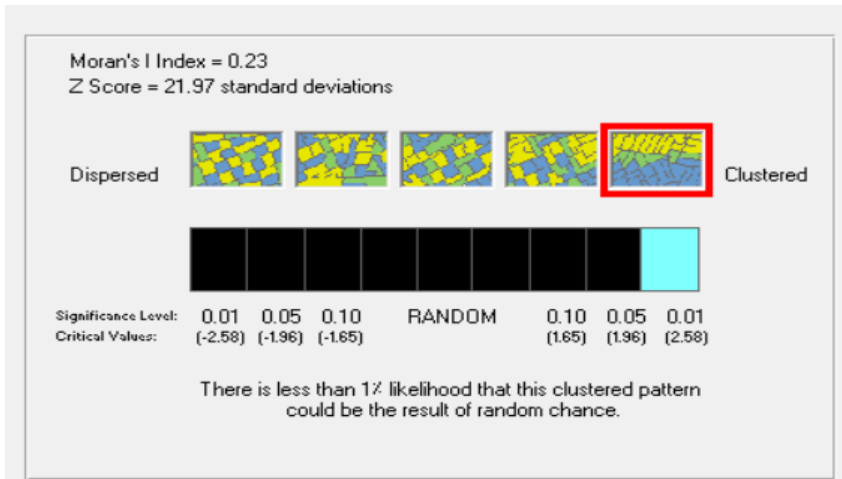 Moran's I Index = 0.23
Z Score = 21.97 standard deviations
Dispersed
Clustered
Significance Level: 0.01 0.05 0.10 RANDOM 0.10 0.05 0.01
Critical Values: (-2.58) (-1.96) (-1.65) (1.65) (1.96) (2.58)
There is less than 1% likelihood that this clustered pattern
could be the result of random chance.